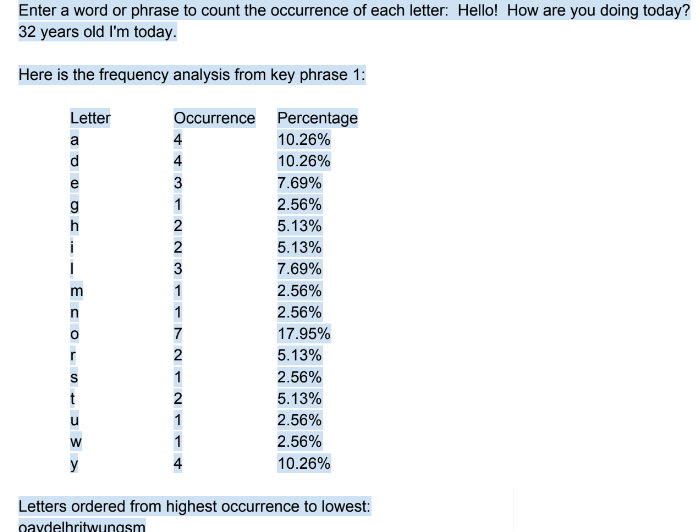 Enter a word or phrase to count the occurrence of each letter:  Hello!  How are you doing today?
32 years old I'm today.
Here is the frequency analysis from key phrase 1:
Letter Occurrence Percentage
a 4 10.26%
d 4 10.26%
e 3 7.69%
g 1 2.56%
h 2 5.13%
i 2 5.13%
l 3 7.69%
m 1 2.56%
n 1 2.56%
o 7 17.95%
r 2 5.13%
s 1 2.56%
t 2 5.13%
u 1 2.56%
w 1 2.56%
y 4 10.26%
Letters ordered from highest occurrence to lowest:
oaydelhritwungsm